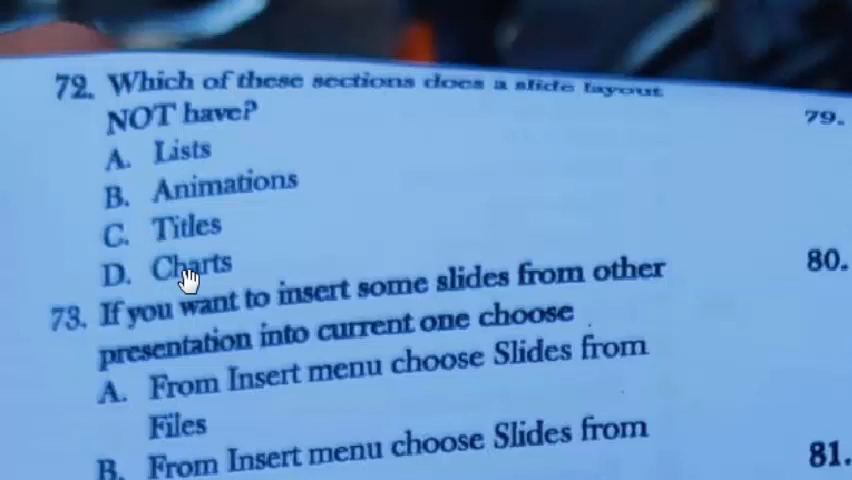 72. Which of these sections does a slide layout
NOT have?
A. Lists
B. Animations
C. Titles
D. Charts
73. If you want to insert some slides from other
presentation into current one choose
A. From Insert menu choose Slides from
Files
B. From Insert menu choose Slides from
79.
80.
81.